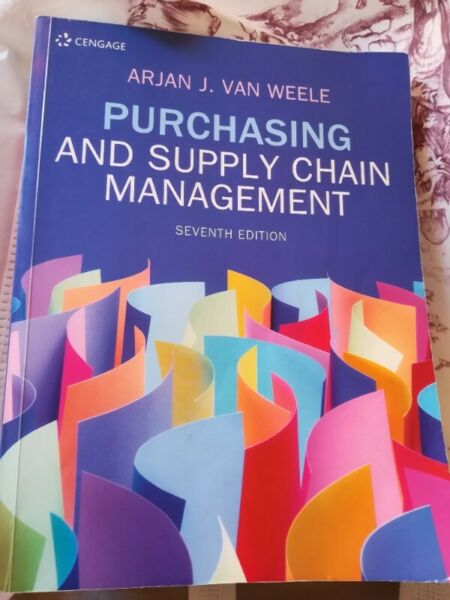 CENGAGE
ARJAN J. VAN WEELE
PURCHASING
AND SUPPLY CHAIN
MANAGEMENT
SEVENTH EDITION